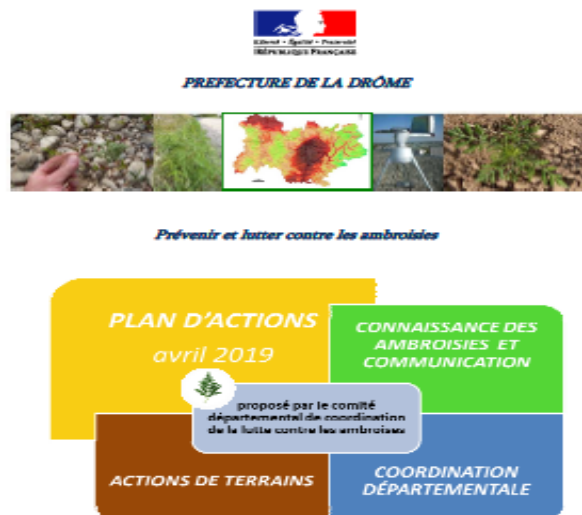 Liberté • Égalité • Fraternité
RÉPUBLIQUE FRANÇAISE
PREFECTURE DE LA DRÔME
Prévenir et lutter contre les ambroisies
PLAN D'ACTIONS
avril 2019
CONNAISSANCE DES
AMBROISIES ET
COMMUNICATION
proposé par le comité
départemental de coordination
de la lutte contre les ambroises
ACTIONS DE TERRAINS
COORDINATION
DÉPARTEMENTALE